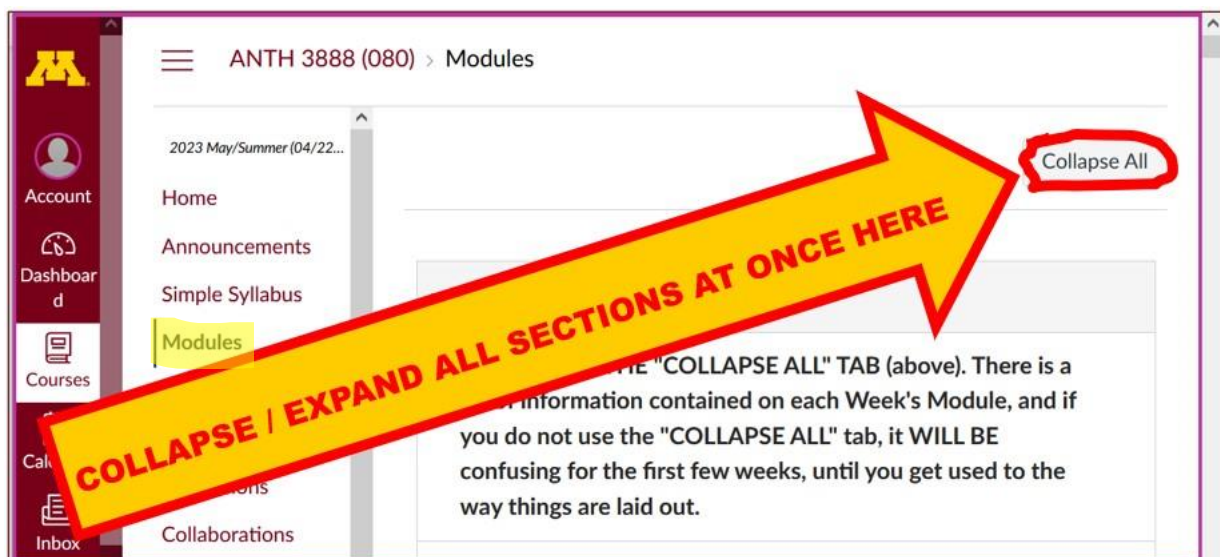 M
ANTH 3888 (080) > Modules
2023 May/Summer (04/22...
Account
Dashboar
d
Courses
Inbox
Home
Announcements
Simple Syllabus
Modules
Collaborations
Collapse All
COLLAPSE / EXPAND ALL SECTIONS AT ONCE HERE
"COLLAPSE ALL" TAB (above). There is a
information contained on each Week's Module, and if
you do not use the "COLLAPSE ALL" tab, it WILL BE
confusing for the first few weeks, until you get used to the
way things are laid out.